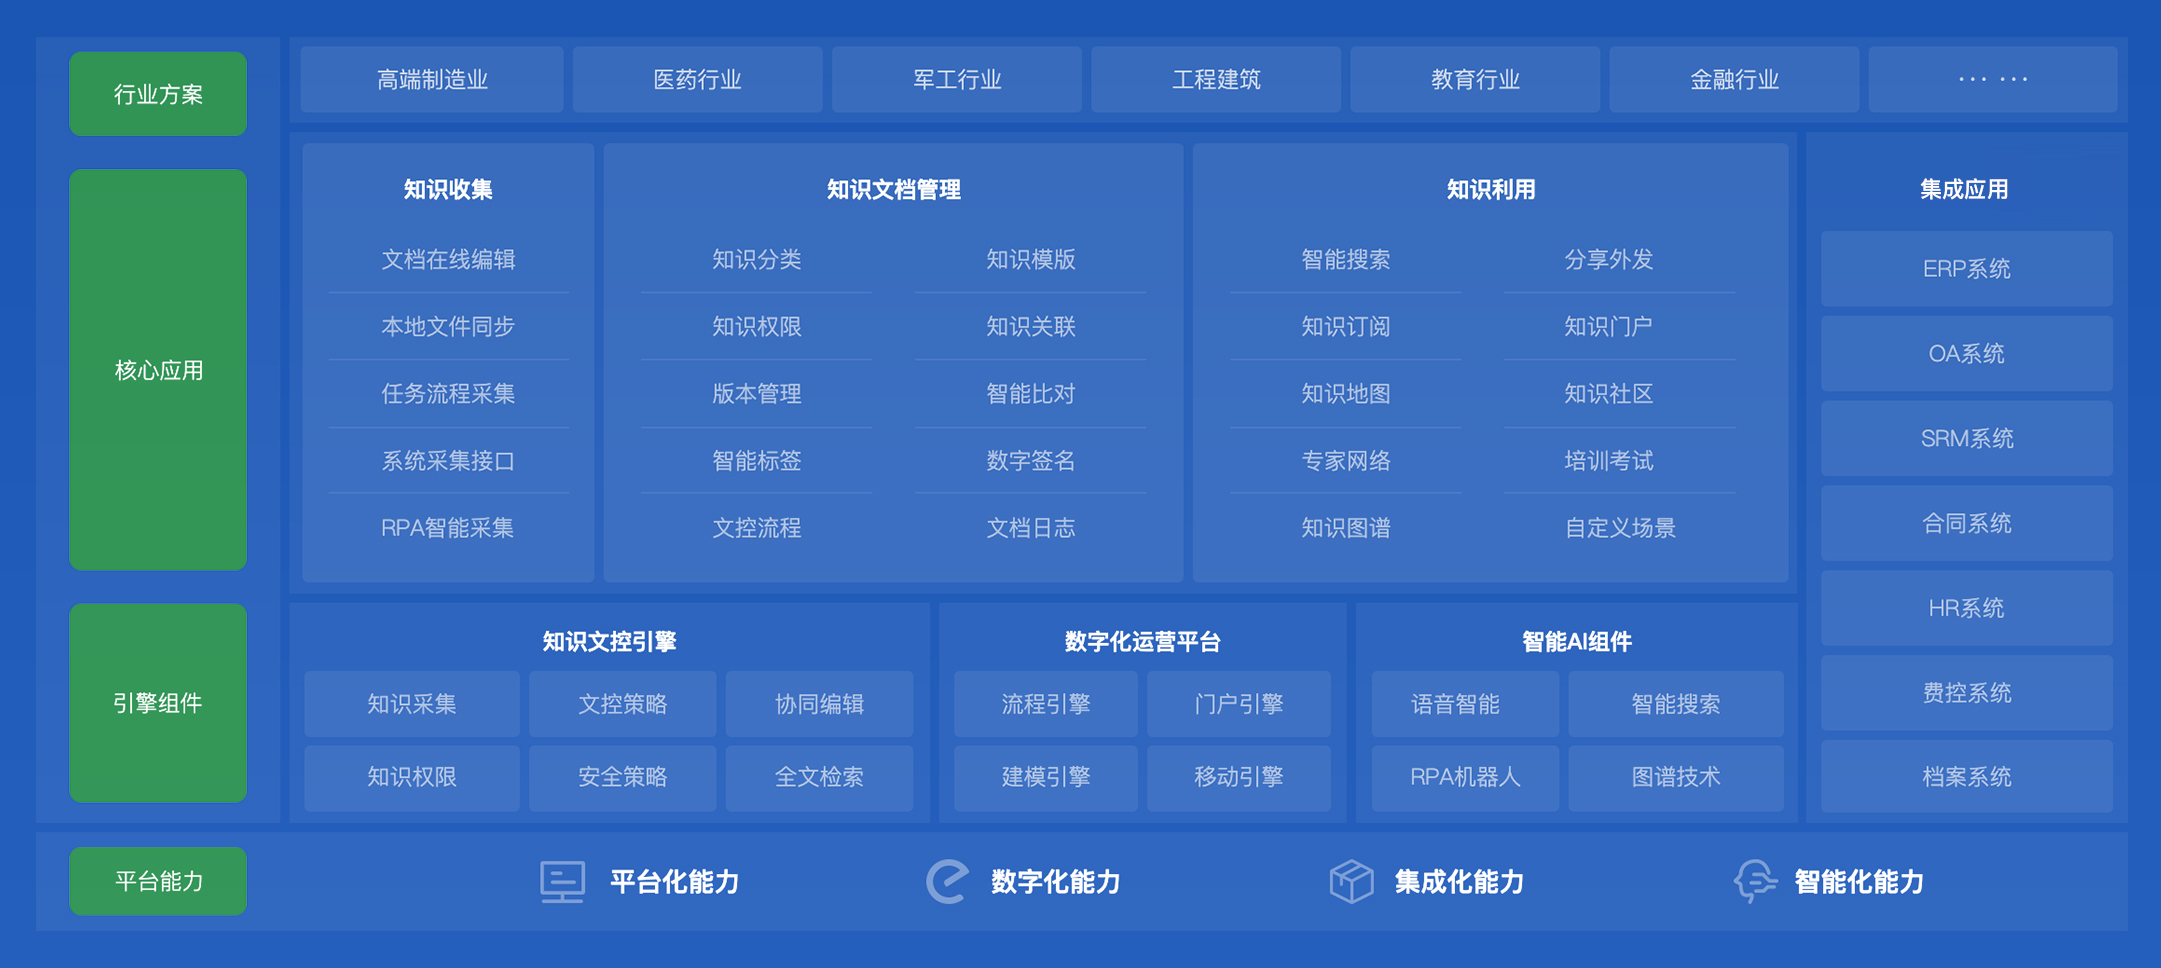 行业方案
高端制造业
医药行业
军工行业
工程建筑
教育行业
金融行业
··· ···
核心应用
知识收集
文档在线编辑
本地文件同步
任务流程采集
系统采集接口
RPA智能采集
知识文档管理
知识分类
知识模版
知识权限
知识关联
版本管理
智能比对
智能标签
数字签名
文控流程
文档日志
知识利用
智能搜索
分享外发
知识订阅
知识门户
知识地图
知识社区
专家网络
培训考试
知识图谱
自定义场景
集成应用
ERP系统
OA系统
SRM系统
合同系统
HR系统
费控系统
档案系统
引擎组件
知识文控引擎
知识采集
文控策略
协同编辑
知识权限
安全策略
全文检索
数字化运营平台
流程引擎
门户引擎
建模引擎
移动引擎
智能AI组件
语音智能
智能搜索
RPA机器人
图谱技术
平台能力
平台化能力
数字化能力
集成化能力
智能化能力